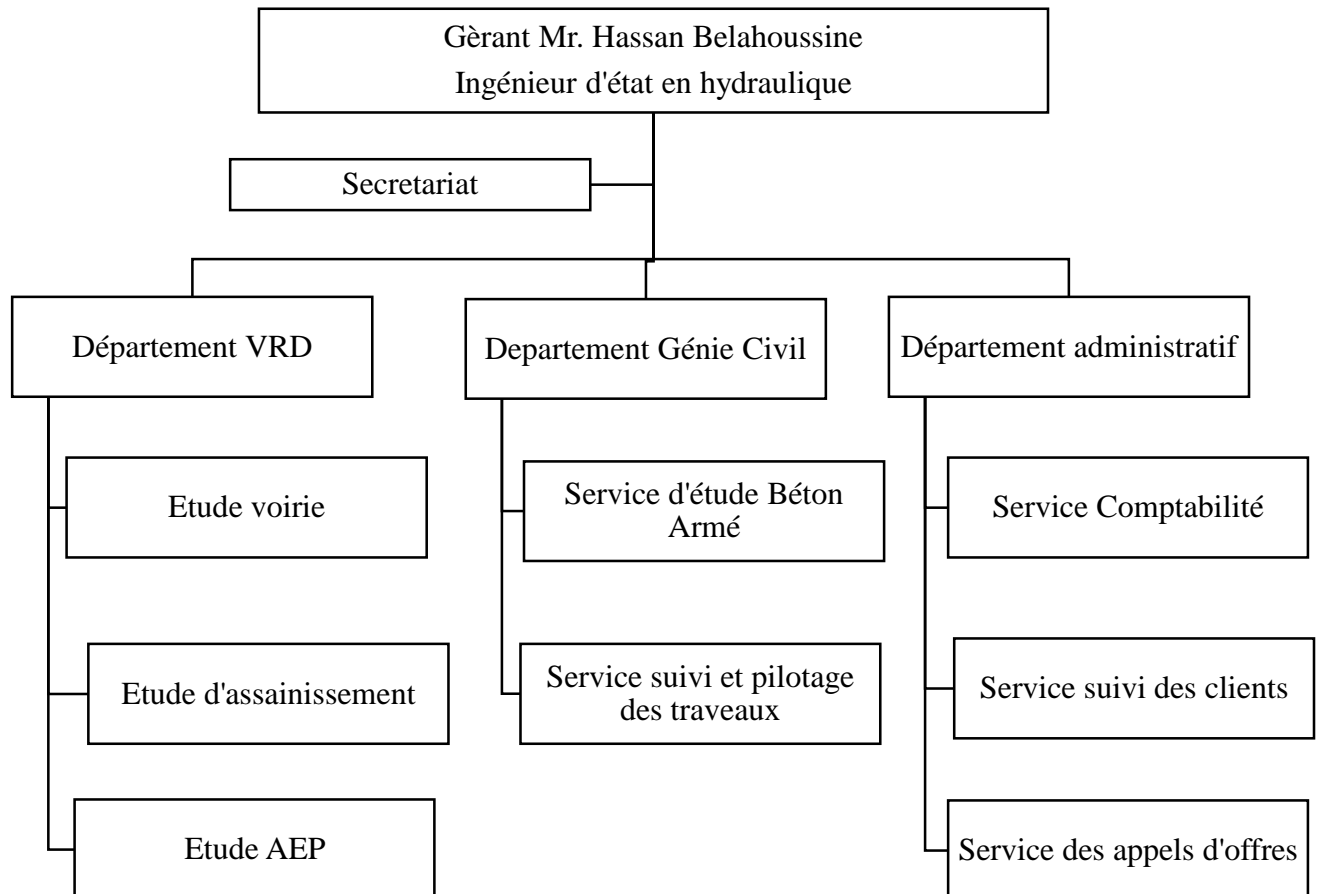 Gèrant Mr. Hassan Belahoussine
Ingénieur d'état en hydraulique
Secretariat
Département VRD
Departement Génie Civil
Département administratif
Etude voirie
Service d'étude Béton
Armé
Service Comptabilité
Etude d'assainissement
Service suivi et pilotage
des traveaux
Service suivi des clients
Etude AEP
Service des appels d'offres